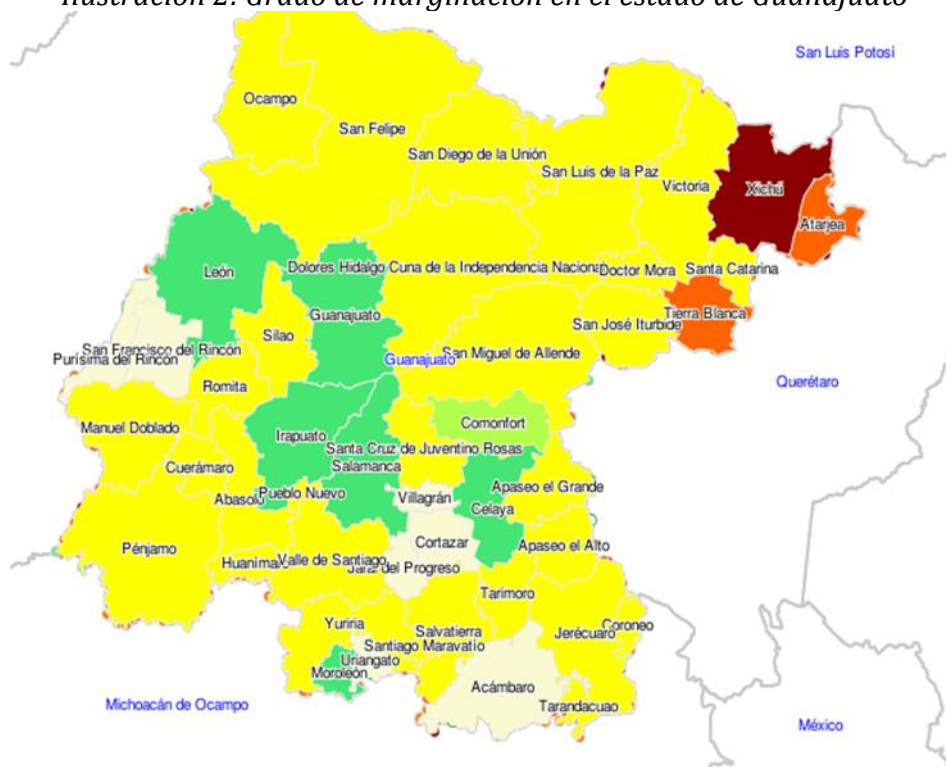 Ilustración 2. Grado de marginación en el estado de Guanajuato
San Luis Potosí
Ocampo
San Felipe
San Diego de la Unión
San Luis de la Paz
Victoria
Xichú
Atarjea
León
Dolores Hidalgo Cuna de la Independencia Nacional
Doctor Mora
Santa Catarina
Guanajuato
Tierra Blanca
Silao
San José Iturbide
San Francisco del Rincón
Purísima del Rincón
Guanajuato
San Miguel de Allende
Romita
Querétaro
Manuel Doblado
Irapuato
Comonfort
Santa Cruz de Juventino Rosas
Cuerámaro
Salamanca
Abasolo
Pueblo Nuevo
Villagrán
Apaseo el Grande
Celaya
Pénjamo
Huanímaro
Valle de Santiago
Cortazar
Apaseo el Alto
Jaral del Progreso
Tarimoro
Yuriria
Salvatierra
Jerécuaro
Coroneo
Santiago Maravatío
Uriangato
Moroleón
Acámbaro
Michoacán de Ocampo
Tarandacuao
México